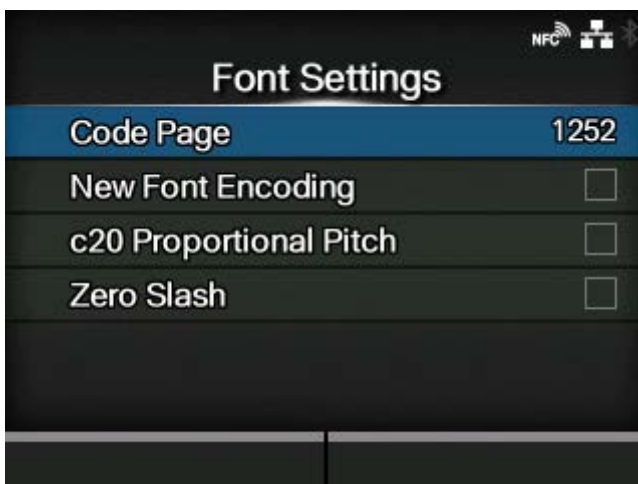 NFC
Font Settings
Code Page 1252
New Font Encoding
c20 Proportional Pitch
Zero Slash